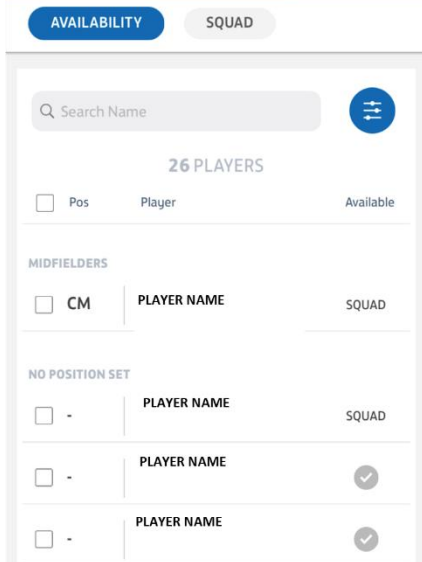 AVAILABILITY SQUAD
Search Name
26 PLAYERS
Pos Player Available
MIDFIELDERS
CM PLAYER NAME SQUAD
NO POSITION SET
- PLAYER NAME SQUAD
- PLAYER NAME
- PLAYER NAME